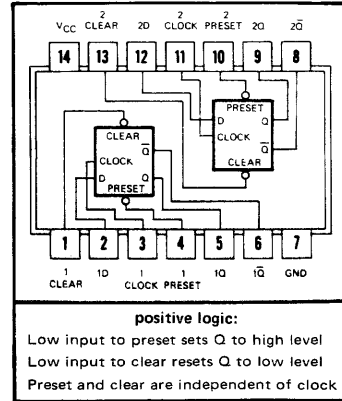 2 2 2
VCC CLEAR 2D CLOCK PRESET 2Q 2Q̅
14 13 12 11 10 9 8
PRESET
D Q
CLOCK
Q̅
CLEAR
CLEAR
Q̅
CLOCK
D Q
PRESET
1 2 3 4 5 6 7
1 1D 1 1 1Q 1Q̅ GND
CLEAR CLOCK PRESET
positive logic:
Low input to preset sets Q to high level
Low input to clear resets Q to low level
Preset and clear are independent of clock